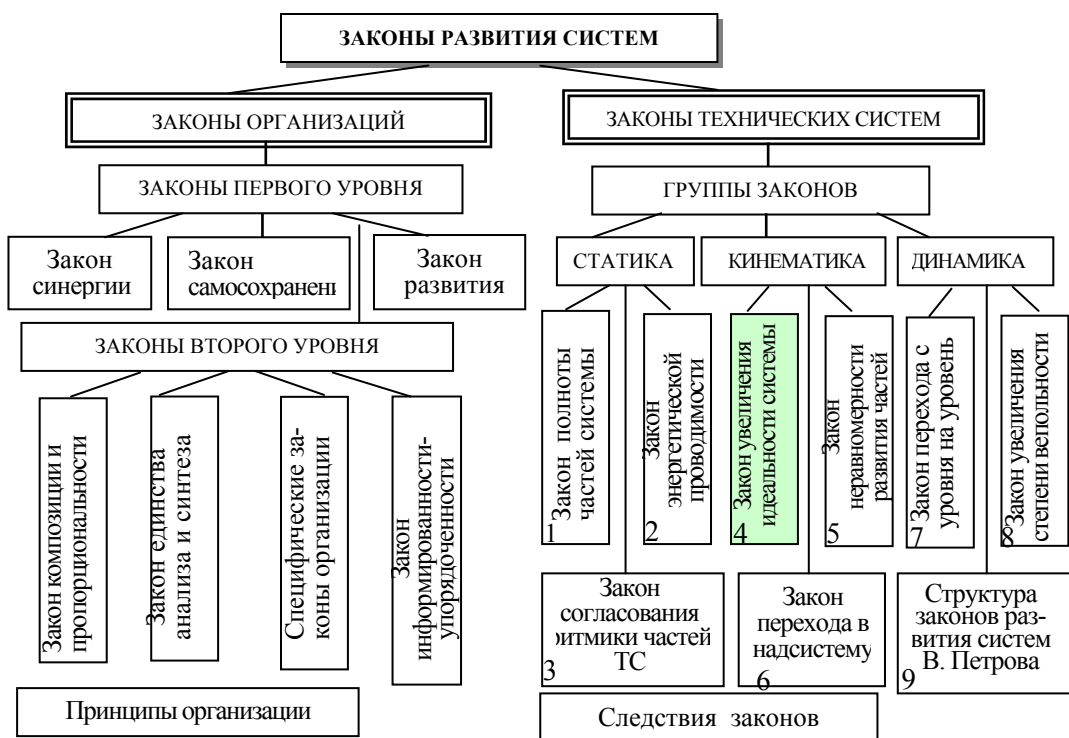 ЗАКОНЫ РАЗВИТИЯ СИСТЕМ
ЗАКОНЫ ОРГАНИЗАЦИЙ
ЗАКОНЫ ТЕХНИЧЕСКИХ СИСТЕМ
ЗАКОНЫ ПЕРВОГО УРОВНЯ
ГРУППЫ ЗАКОНОВ
Закон
синергии
Закон
самосохранени
Закон
развития
СТАТИКА
КИНЕМАТИКА
ДИНАМИКА
ЗАКОНЫ ВТОРОГО УРОВНЯ
Закон композиции и
пропорциональности
Закон единства
анализа и синтеза
Специфические за-
коны организации
Закон
информированности-
упорядоченности
1
Закон полноты
частей системы
2
Закон
энергетической
проводимости
4
Закон увеличения
идеальности системы
5
Закон
неравномерности
развития частей
7
Закон перехода с
уровня на уровень
8
Закон увеличения
степени вепольности
Закон
согласования
ритмики частей
ТС
3
Закон
перехода в
надсистему
6
Структура
законов раз-
вития систем
В. Петрова
9
Принципы организации
Следствия законов